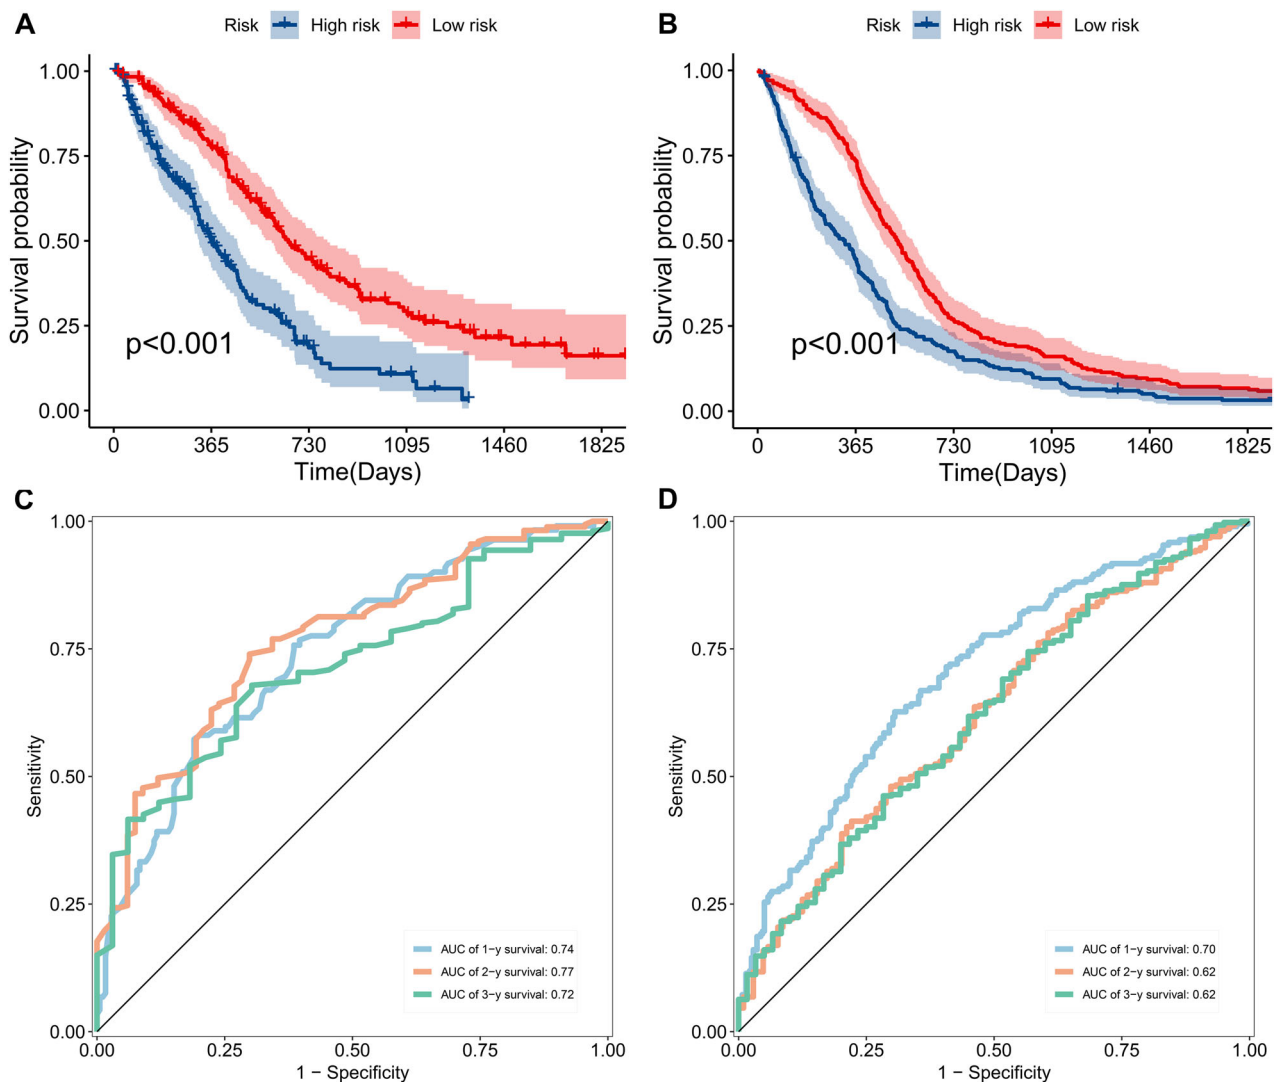 A
Risk High risk Low risk
1.00
0.75
0.50
0.25
0.00
Survival probability
p<0.001
0 365 730 1095 1460 1825
Time(Days)
B
Risk High risk Low risk
1.00
0.75
0.50
0.25
0.00
Survival probability
p<0.001
0 365 730 1095 1460 1825
Time(Days)
C
1.00
0.75
0.50
0.25
0.00
Sensitivity
AUC of 1−y survival: 0.74
AUC of 2−y survival: 0.77
AUC of 3−y survival: 0.72
0.00 0.25 0.50 0.75 1.00
1 − Specificity
D
1.00
0.75
0.50
0.25
0.00
Sensitivity
AUC of 1−y survival: 0.70
AUC of 2−y survival: 0.62
AUC of 3−y survival: 0.62
0.00 0.25 0.50 0.75 1.00
1 − Specificity